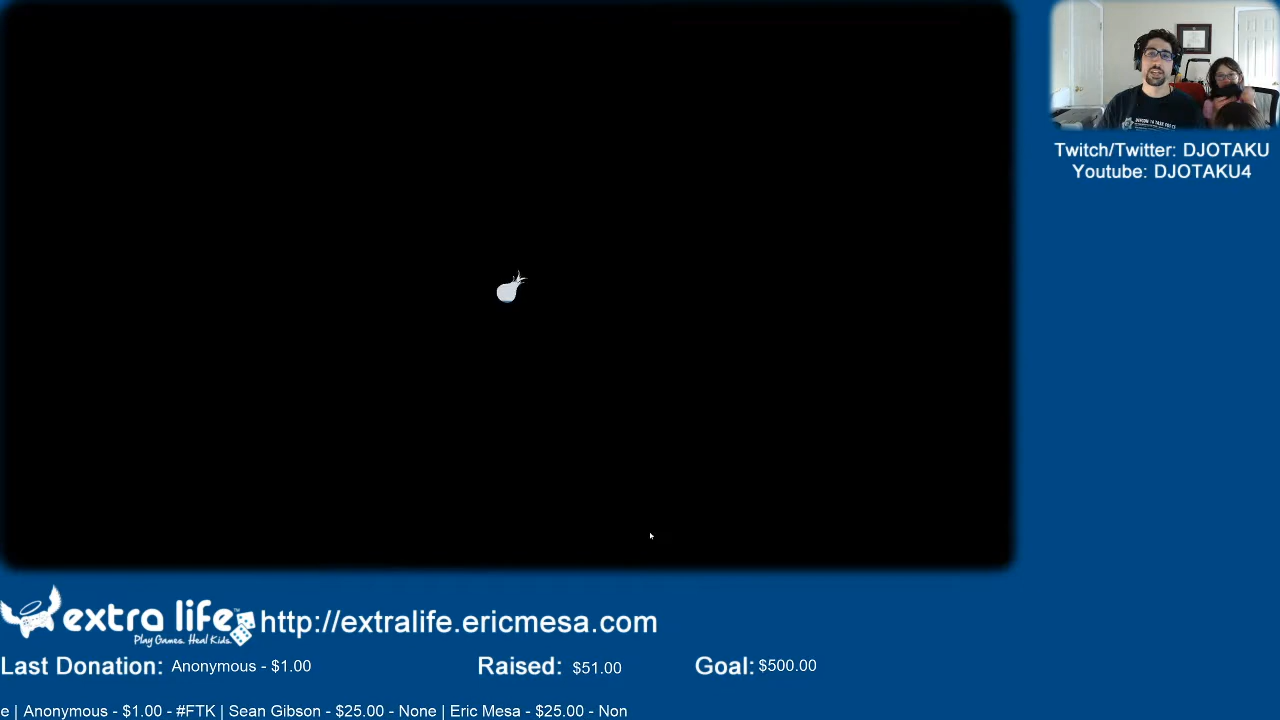 Twitch/Twitter: DJOTAKU
Youtube: DJOTAKU4
extra life
Play Games. Heal Kids.
http://extralife.ericmesa.com
Last Donation: Anonymous - $1.00 Raised: $51.00 Goal: $500.00
e | Anonymous - $1.00 - #FTK | Sean Gibson - $25.00 - None | Eric Mesa - $25.00 - Non